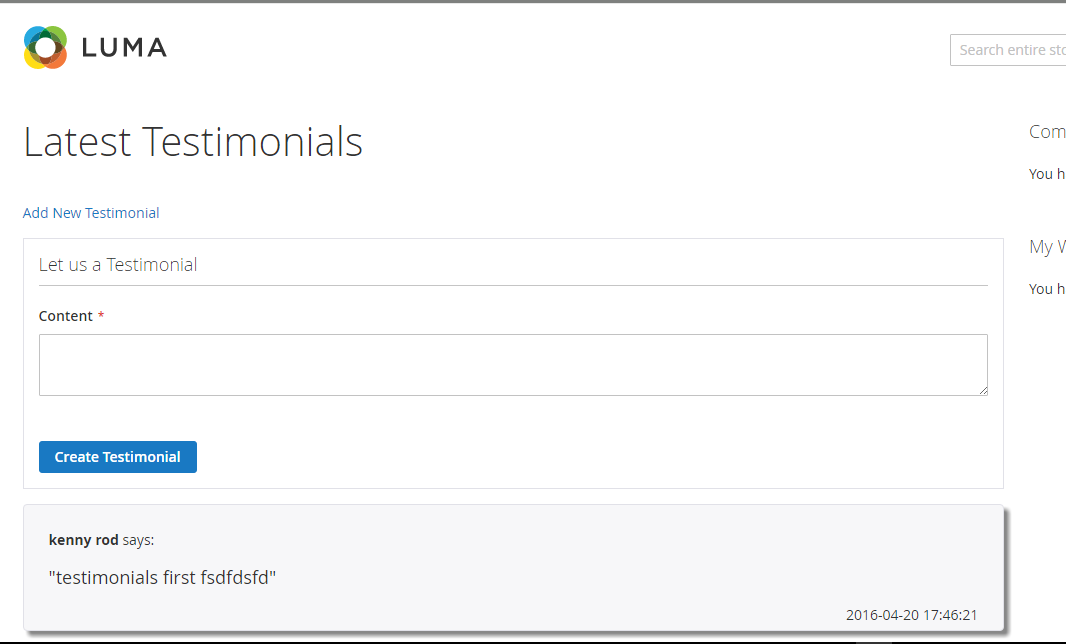 LUMA
Search entire sto
Latest Testimonials
Add New Testimonial
Let us a Testimonial
Content *
Create Testimonial
kenny rod says:
"testimonials first fsdfdsfd"
2016-04-20 17:46:21
Com
You h
My W
You h